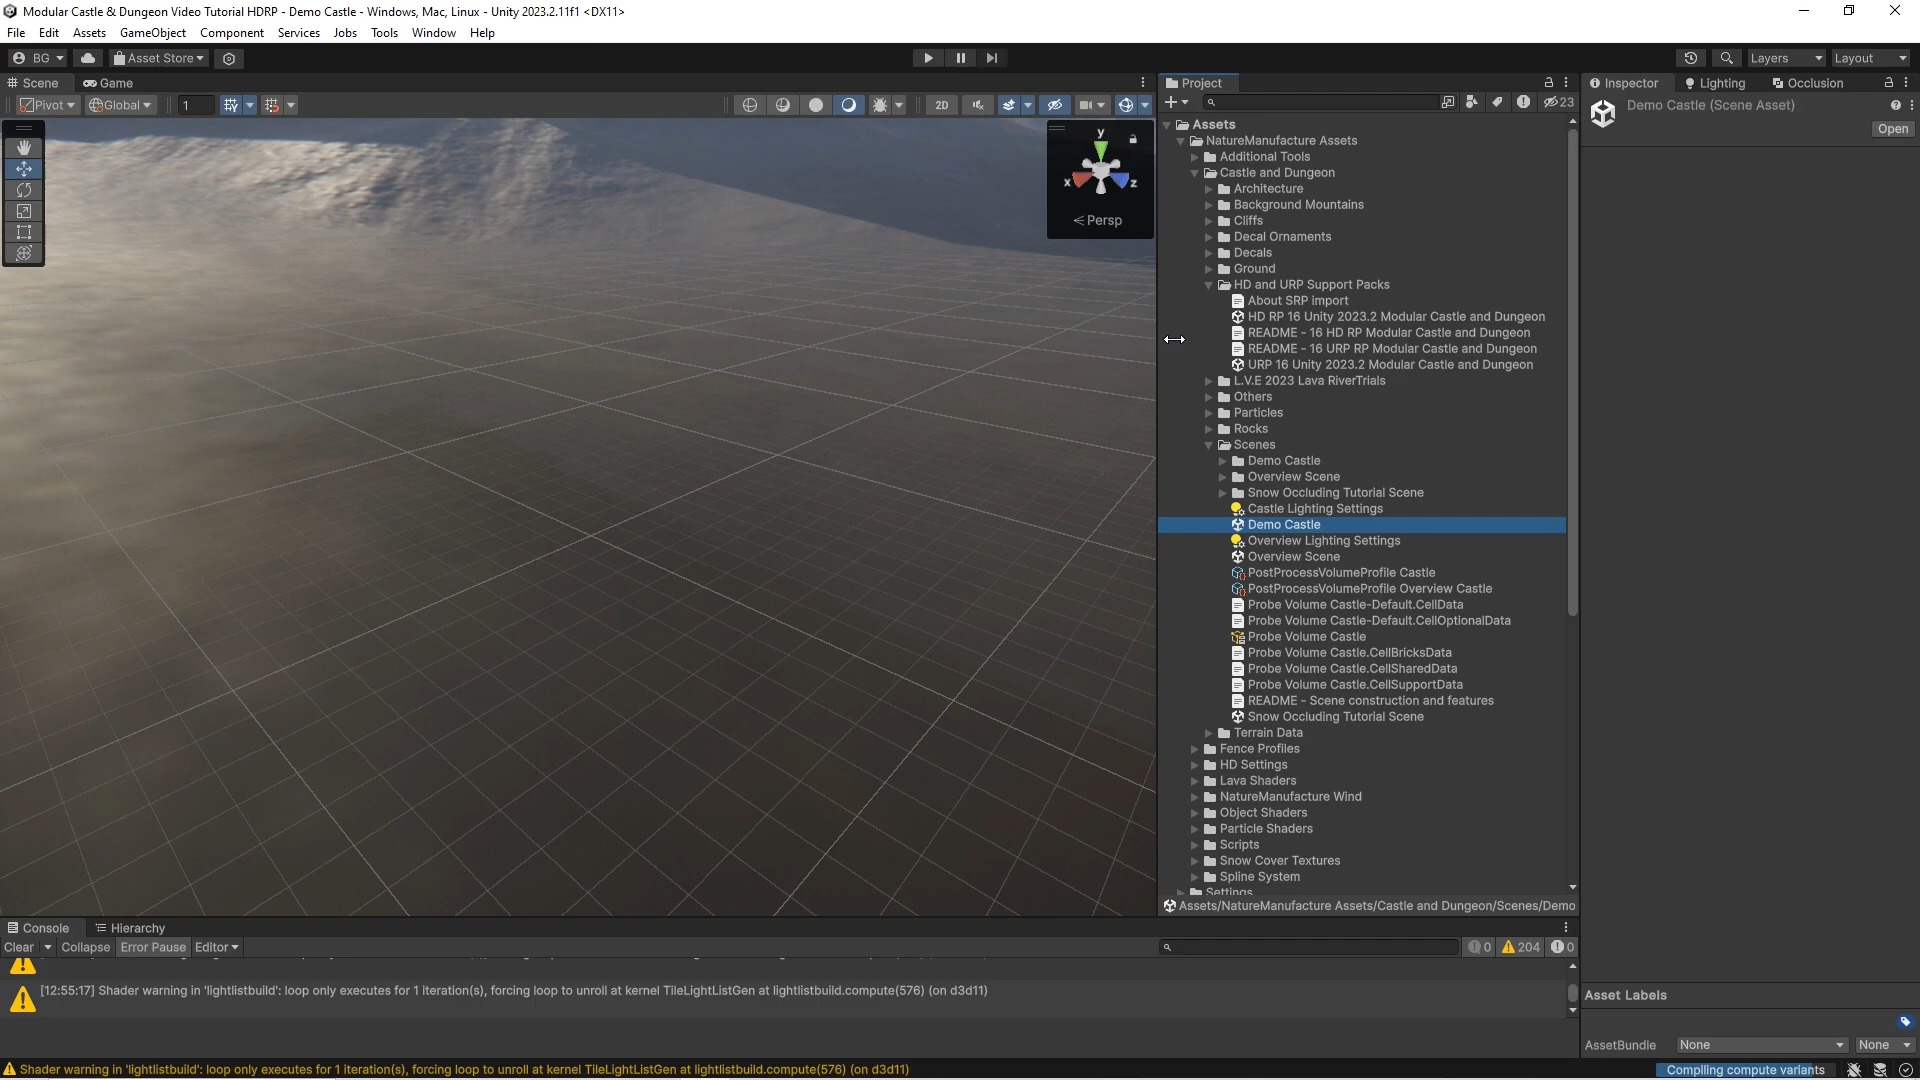 Modular Castle & Dungeon Video Tutorial HDRP - Demo Castle - Windows, Mac, Linux - Unity 2023.2.11f1 <DX11>
File Edit Assets GameObject Component Services Jobs Tools Window Help
BG Asset Store Layers Layout
Scene Game
Pivot Global 1 2D
y
x z
Persp
Project
23
Assets
NatureManufacture Assets
Additional Tools
Castle and Dungeon
Architecture
Background Mountains
Cliffs
Decal Ornaments
Decals
Ground
HD and URP Support Packs
About SRP import
HD RP 16 Unity 2023.2 Modular Castle and Dungeon
README - 16 HD RP Modular Castle and Dungeon
README - 16 URP RP Modular Castle and Dungeon
URP 16 Unity 2023.2 Modular Castle and Dungeon
L.V.E 2023 Lava RiverTrials
Others
Particles
Rocks
Scenes
Demo Castle
Overview Scene
Snow Occluding Tutorial Scene
Castle Lighting Settings
Demo Castle
Overview Lighting Settings
Overview Scene
PostProcessVolumeProfile Castle
PostProcessVolumeProfile Overview Castle
Probe Volume Castle-Default.CellData
Probe Volume Castle-Default.CellOptionalData
Probe Volume Castle
Probe Volume Castle.CellBricksData
Probe Volume Castle.CellSharedData
Probe Volume Castle.CellSupportData
README - Scene construction and features
Snow Occluding Tutorial Scene
Terrain Data
Fence Profiles
HD Settings
Lava Shaders
NatureManufacture Wind
Object Shaders
Particle Shaders
Scripts
Snow Cover Textures
Spline System
Settings
Assets/NatureManufacture Assets/Castle and Dungeon/Scenes/Demo
Inspector Lighting Occlusion
Demo Castle (Scene Asset)
Open
Console Hierarchy
Clear Collapse Error Pause Editor 0 204 0
[12:55:17] Shader warning in 'lightlistbuild': loop only executes for 1 iteration(s), forcing loop to unroll at kernel TileLightListGen at lightlistbuild.compute(576) (on d3d11)
Asset Labels
AssetBundle None None
Shader warning in 'lightlistbuild': loop only executes for 1 iteration(s), forcing loop to unroll at kernel TileLightListGen at lightlistbuild.compute(576) (on d3d11)
Compiling compute variants